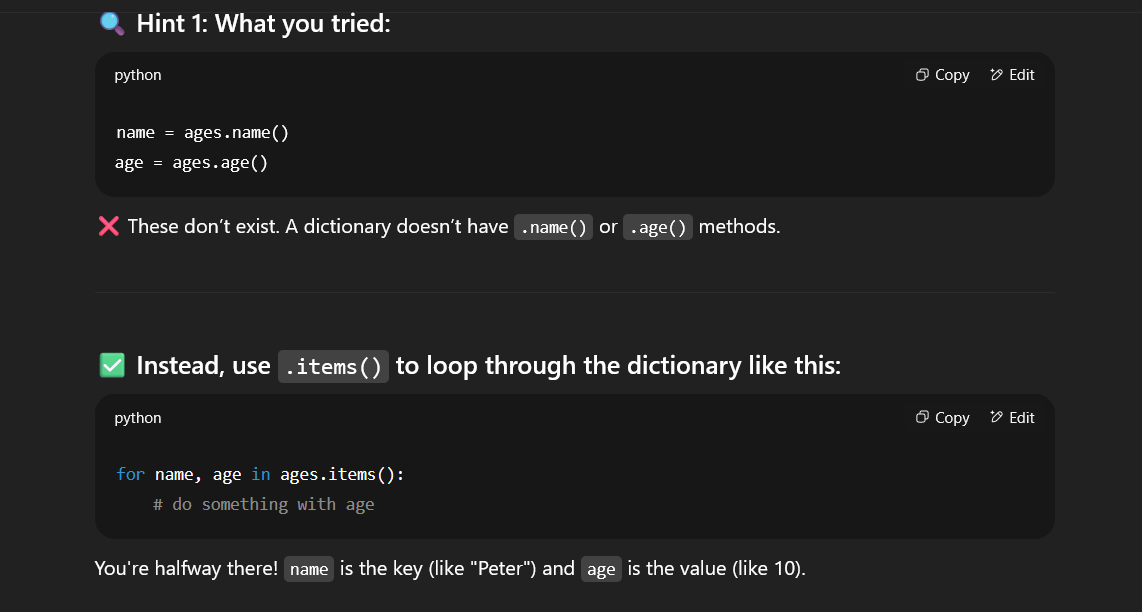 🔍 Hint 1: What you tried:
python
Copy
Edit
name = ages.name()
age = ages.age()
❌ These don’t exist. A dictionary doesn’t have .name() or .age() methods.
✅ Instead, use .items() to loop through the dictionary like this:
python
Copy
Edit
for name, age in ages.items():
    # do something with age
You're halfway there! name is the key (like "Peter") and age is the value (like 10).